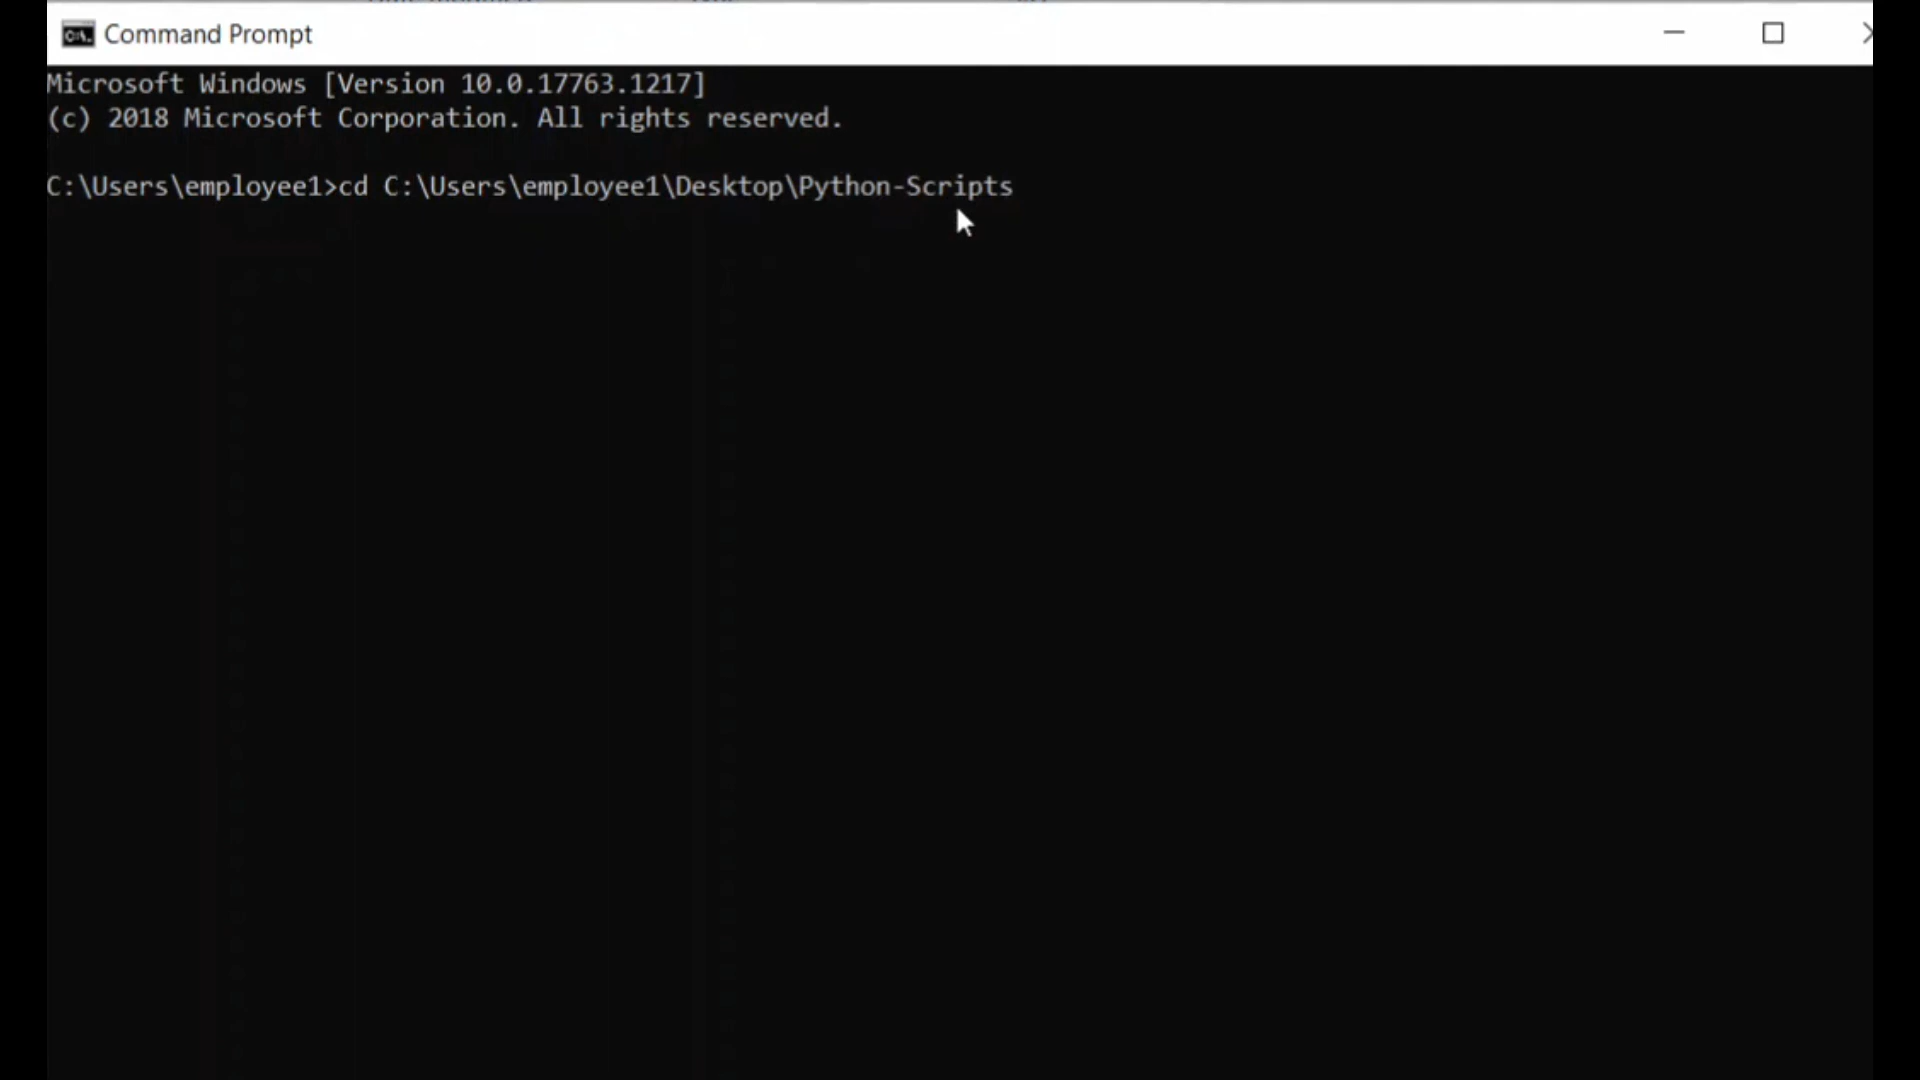 Command Prompt
Microsoft Windows [Version 10.0.17763.1217]
(c) 2018 Microsoft Corporation. All rights reserved.
C:\Users\employee1>cd C:\Users\employee1\Desktop\Python-Scripts